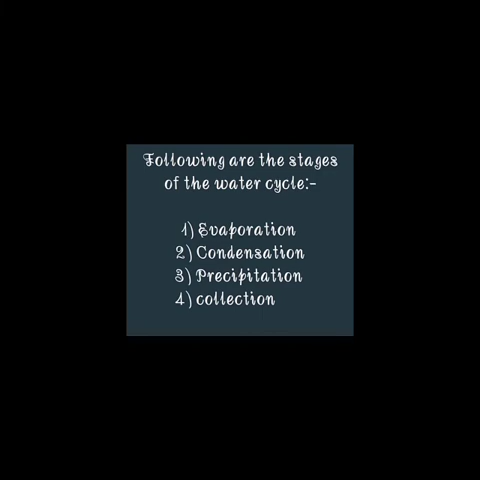 Following are the stages
of the water cycle:-
1) Evaporation
2) Condensation
3) Precipitation
4) collection